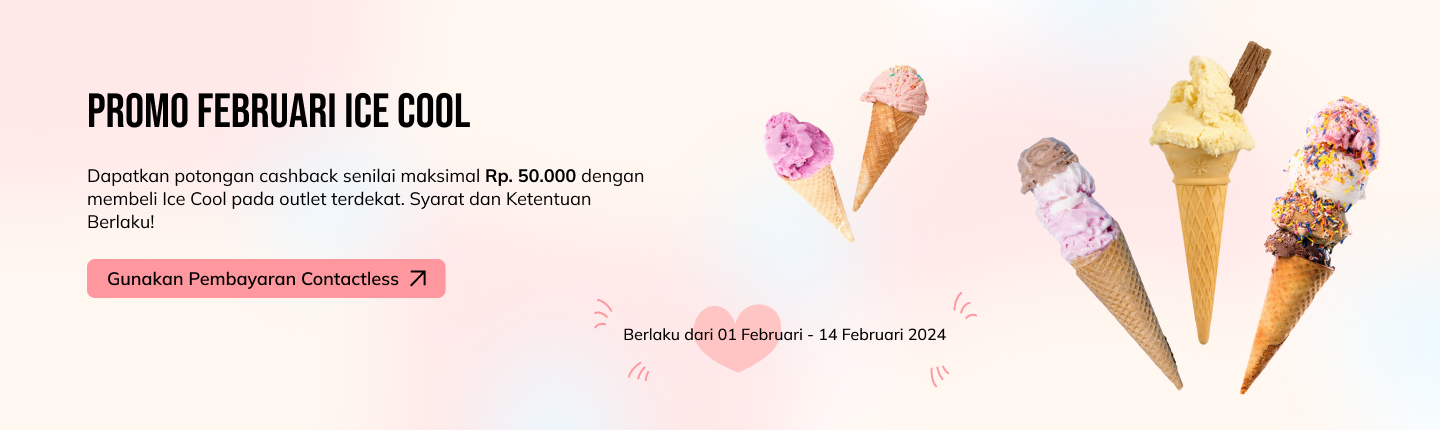 PROMO FEBRUARI ICE COOL
Dapatkan potongan cashback senilai maksimal Rp. 50.000 dengan
membeli Ice Cool pada outlet terdekat. Syarat dan Ketentuan
Berlaku!
Gunakan Pembayaran Contactless
Berlaku dari 01 Februari - 14 Februari 2024